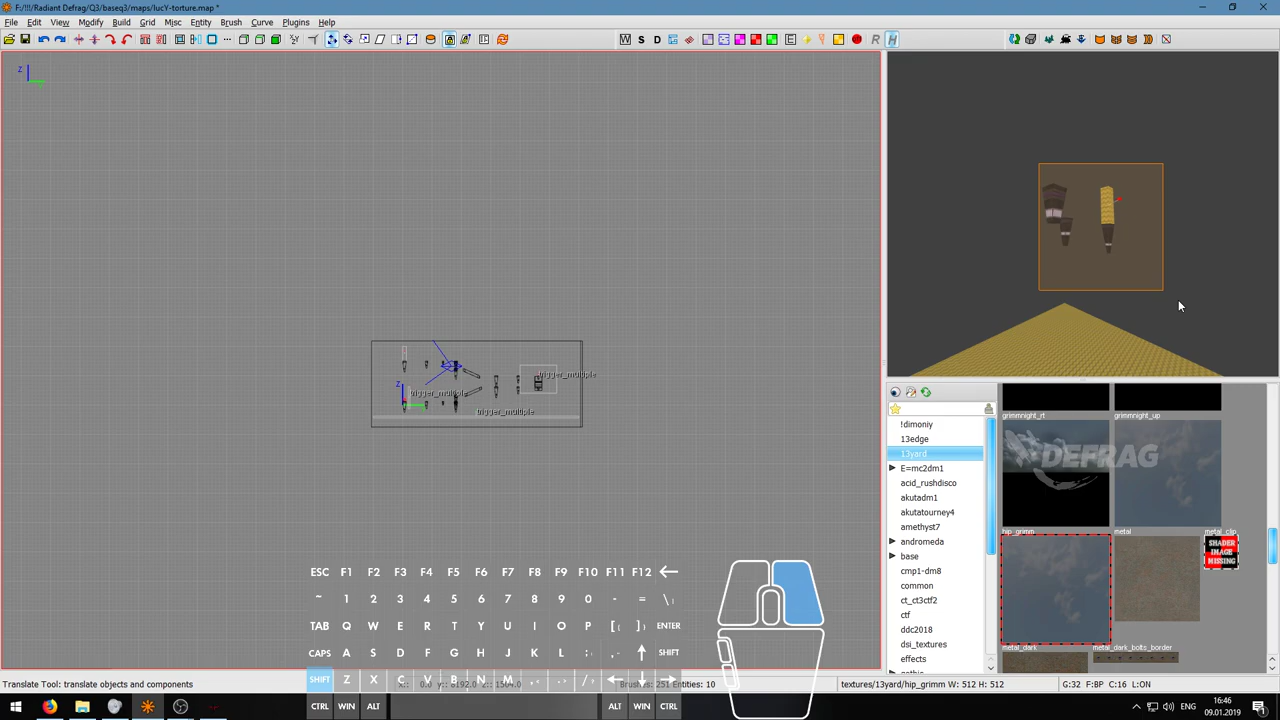 F:/!!!/Radiant Defrag/Q3/baseq3/maps/lucY-torture.map *
File Edit View Modify Build Grid Misc Entity Brush Curve Plugins Help
W S D E R H
Z
trigger_multiple
Z
trigger_multiple
trigger_multiple
!dimoniy
13edge
13yard
E=mc2dm1
acid_rushdisco
akutadm1
akutatourney4
amethyst7
andromeda
base
cmp1-dm8
common
ct_ct3ctf2
ctf
ddc2018
dsi_textures
effects
grimmnight_rt grimmnight_up
DEFRAG
hip_grimm metal metal_clip
SHADER
IMAGE
MISSING
metal_dark metal_dark_bolts_border
ESC F1 F2 F3 F4 F5 F6 F7 F8 F9 F10 F11 F12 ←
~ 1 2 3 4 5 6 7 8 9 0 - = \|
TAB Q W E R T Y U I O P [{ ]} ENTER
CAPS A S D F G H J K L ;: '" ↑ SHIFT
SHIFT Z X C V B N M ,< .> /? ← ↓ →
CTRL WIN ALT ALT WIN CTRL
Translate Tool: translate objects and components
Brushes: 251 Entities: 10
textures/13yard/hip_grimm W: 512 H: 512
G:32 F:BP C:16 L:ON
ENG
16:46
09.01.2019